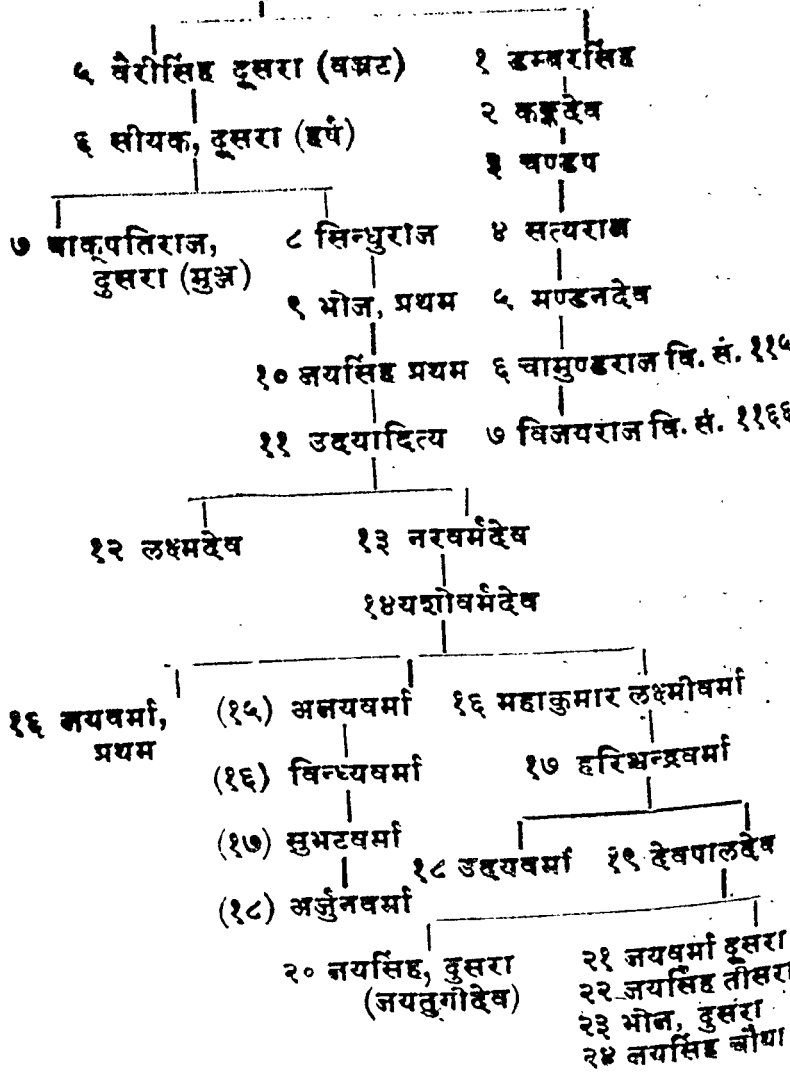 ५ वैरीसिंह दूसरा (वज्रट)
१ डम्बरसिंह
२ कङ्कदेव
६ सीयक, दूसरा (हर्ष)
३ चण्डप
७ वाक्पतिराज,
दुसरा (मुञ्ज)
८ सिन्धुराज
४ सत्यराज
९ भोज, प्रथम
५ मण्डनदेव
१० जयसिंह प्रथम
६ चामुण्डराज वि. सं. ११५
११ उदयादित्य
७ विजयराज वि. सं. ११६६
१२ लक्ष्मदेव
१३ नरवर्मदेव
१४यशोवर्मदेव
१६ जयवर्मा,
प्रथम
(१५) अजयवर्मा
१६ महाकुमार लक्ष्मीवर्मा
(१६) विन्ध्यवर्मा
१७ हरिश्चन्द्रवर्मा
(१७) सुभटवर्मा
१८ उदयवर्मा
१९ देवपालदेव
(१८) अर्जुनवर्मा
२० जयसिंह, दुसरा
(जयतुगीदेव)
२१ जयवर्मा दूसरा
२२ जयसिंह तीसरा
२३ भोज, दुसरा
२४ जयसिंह चौथा